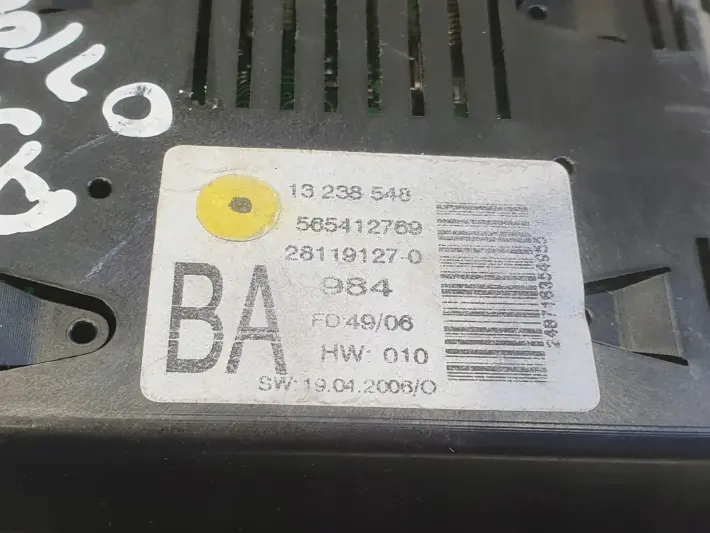 13 238 548
565412769
28119127-0
BA
984
FD 49/06
HW: 010
SW: 19.04.2006/O